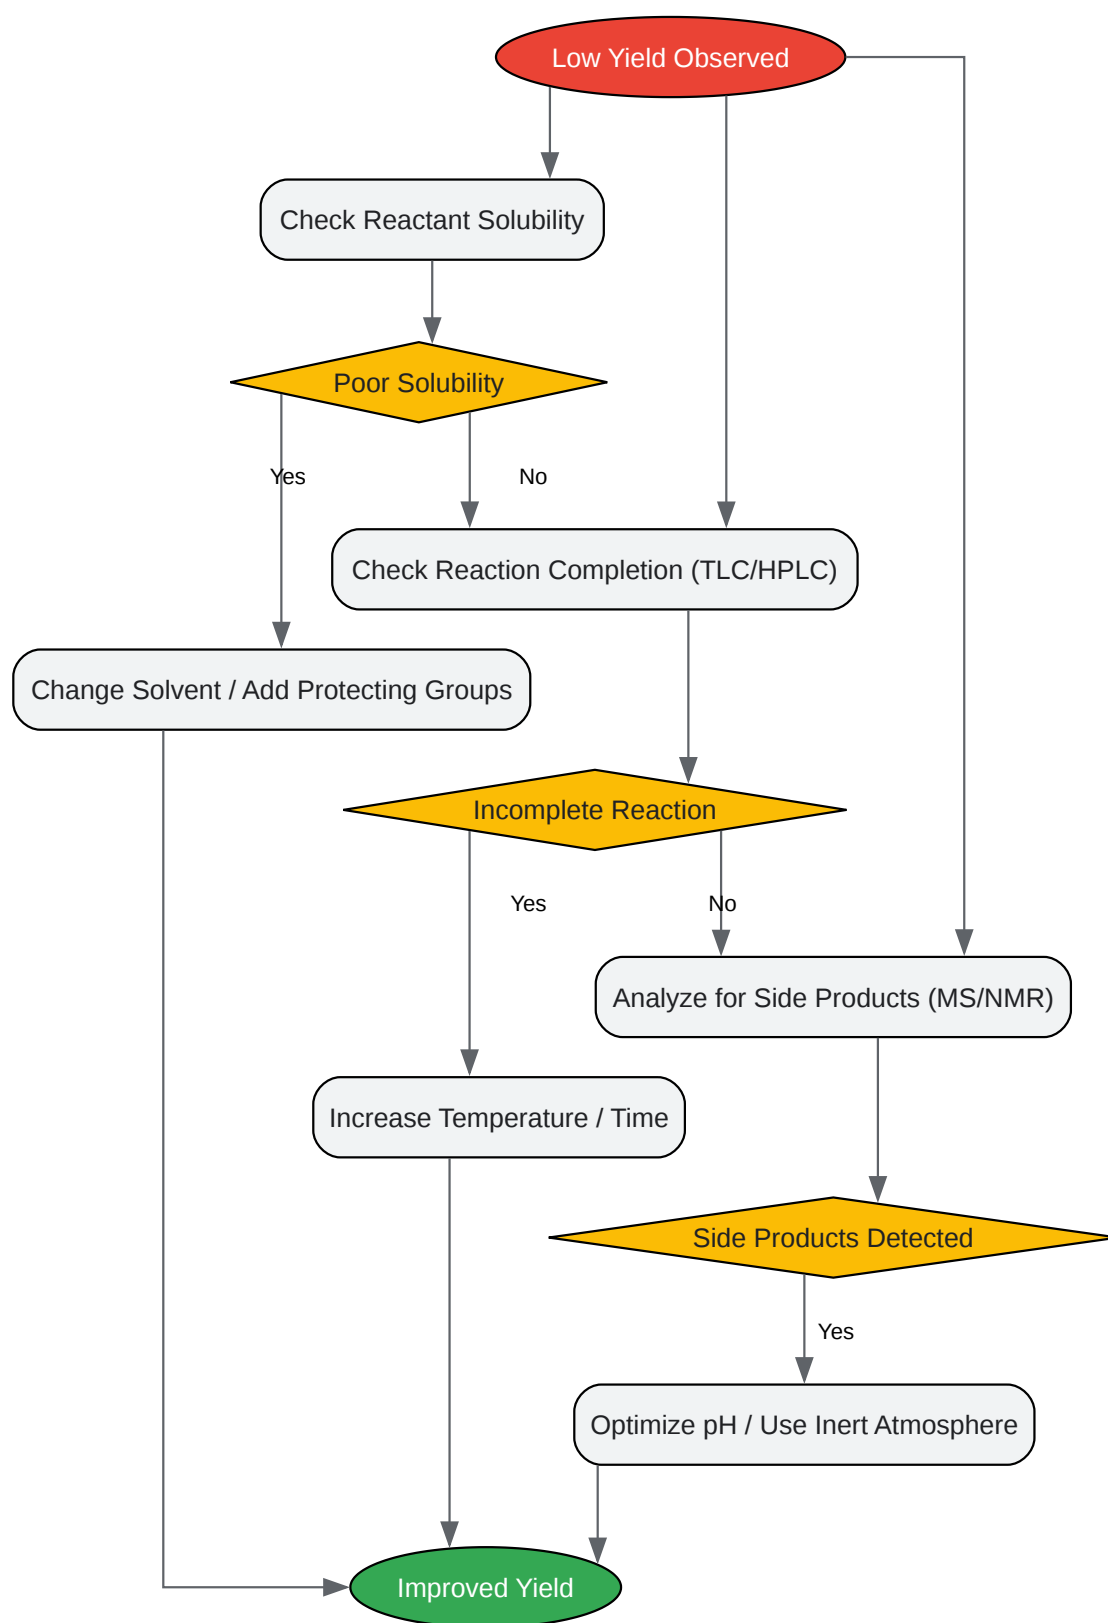 Low Yield Observed
Check Reactant Solubility
Poor Solubility
Yes
No
Check Reaction Completion (TLC/HPLC)
Change Solvent / Add Protecting Groups
Incomplete Reaction
Yes
No
Analyze for Side Products (MS/NMR)
Increase Temperature / Time
Side Products Detected
Yes
Optimize pH / Use Inert Atmosphere
Improved Yield